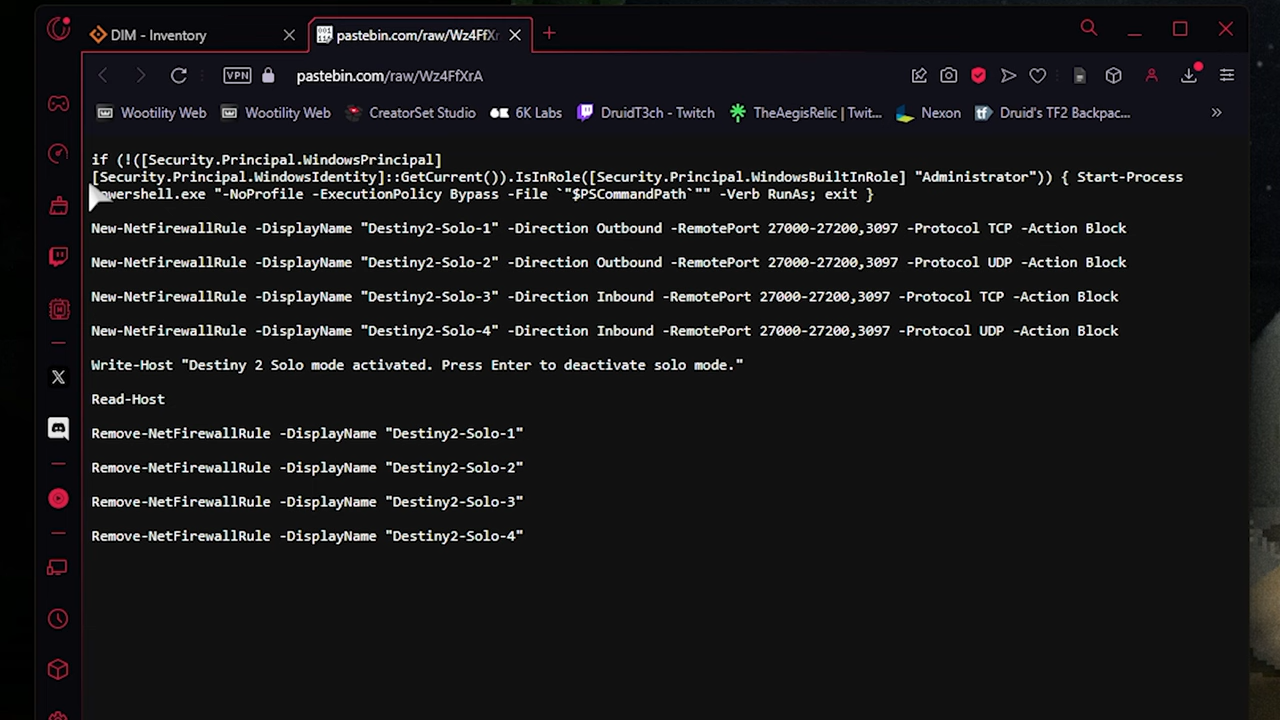 DIM - Inventory
pastebin.com/raw/Wz4FfXr
VPN
pastebin.com/raw/Wz4FfXrA
Wootility Web
Wootility Web
CreatorSet Studio
6K Labs
DruidT3ch - Twitch
TheAegisRelic | Twit...
Nexon
Druid's TF2 Backpac...
»
if (!([Security.Principal.WindowsPrincipal]
[Security.Principal.WindowsIdentity]::GetCurrent()).IsInRole([Security.Principal.WindowsBuiltInRole] "Administrator")) { Start-Process
owershell.exe "-NoProfile -ExecutionPolicy Bypass -File `"$PSCommandPath`"" -Verb RunAs; exit }
New-NetFirewallRule -DisplayName "Destiny2-Solo-1" -Direction Outbound -RemotePort 27000-27200,3097 -Protocol TCP -Action Block
New-NetFirewallRule -DisplayName "Destiny2-Solo-2" -Direction Outbound -RemotePort 27000-27200,3097 -Protocol UDP -Action Block
New-NetFirewallRule -DisplayName "Destiny2-Solo-3" -Direction Inbound -RemotePort 27000-27200,3097 -Protocol TCP -Action Block
New-NetFirewallRule -DisplayName "Destiny2-Solo-4" -Direction Inbound -RemotePort 27000-27200,3097 -Protocol UDP -Action Block
Write-Host "Destiny 2 Solo mode activated. Press Enter to deactivate solo mode."
Read-Host
Remove-NetFirewallRule -DisplayName "Destiny2-Solo-1"
Remove-NetFirewallRule -DisplayName "Destiny2-Solo-2"
Remove-NetFirewallRule -DisplayName "Destiny2-Solo-3"
Remove-NetFirewallRule -DisplayName "Destiny2-Solo-4"